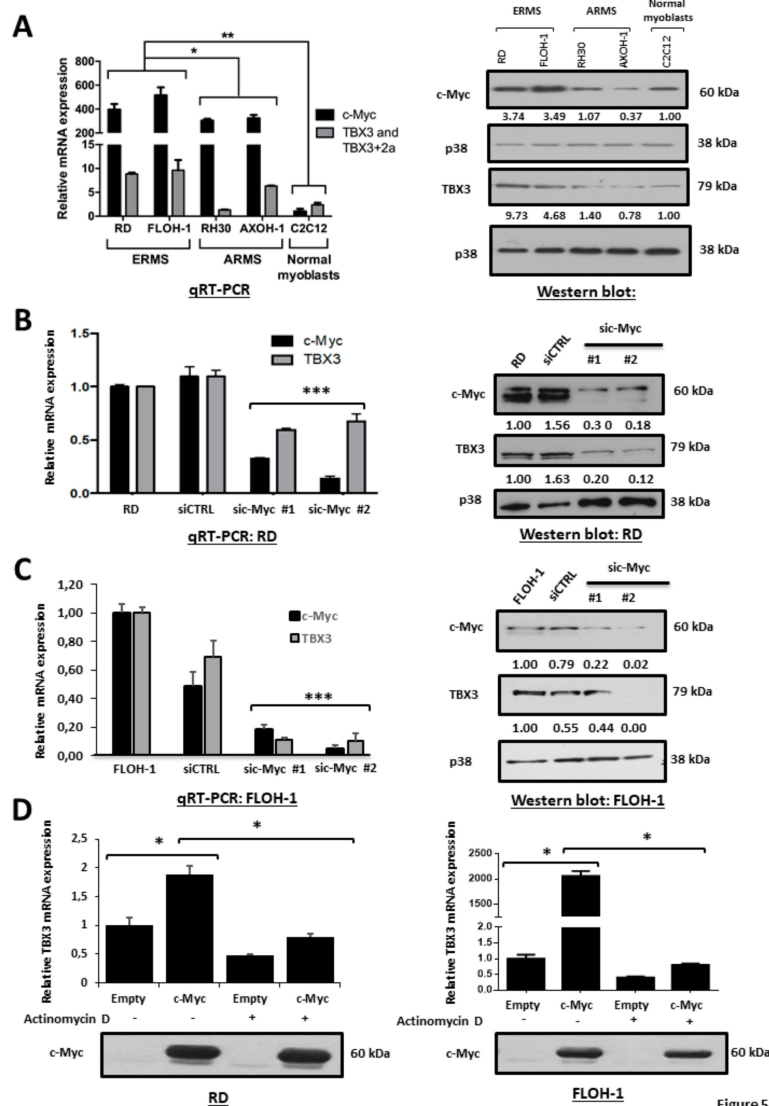 A
**
*
800
600
400
200
15
10
5
0
Relative mRNA expression
c-Myc
TBX3 and
TBX3+2a
RD FLOH-1 RH30 AXOH-1 C2C12
ERMS ARMS Normal
myoblasts
qRT-PCR
ERMS ARMS Normal
myoblasts
RD FLOH-1 RH30 AXOH-1 C2C12
c-Myc 60 kDa
3.74 3.49 1.07 0.37 1.00
p38 38 kDa
TBX3 79 kDa
9.73 4.68 1.40 0.78 1.00
p38 38 kDa
Western blot:
B
Relative mRNA expression
1.5
1.0
0.5
0.0
c-Myc
TBX3
***
RD siCTRL sic-Myc #1 sic-Myc #2
qRT-PCR: RD
sic-Myc
RD siCTRL #1 #2
c-Myc 60 kDa
1.00 1.56 0.3 0 0.18
TBX3 79 kDa
1.00 1.63 0.20 0.12
p38 38 kDa
Western blot: RD
C
Relative mRNA expression
1,20
1,00
0,80
0,60
0,40
0,20
0,00
c-Myc
TBX3
***
FLOH-1 siCTRL sic-Myc #1 sic-Myc #2
qRT-PCR: FLOH-1
sic-Myc
FLOH-1 siCTRL #1 #2
c-Myc 60 kDa
1.00 0.79 0.22 0.02
TBX3 79 kDa
1.00 0.55 0.44 0.00
p38 38 kDa
Western blot: FLOH-1
D
Relative TBX3 mRNA expression
2,5
2
1,5
1
0,5
0
*
*
Empty c-Myc Empty c-Myc
Actinomycin D - - + +
c-Myc 60 kDa
RD
Relative TBX3 mRNA expression
2500
2000
1500
1000
2.0
1.5
1.0
0.5
0.0
*
*
Empty c-Myc Empty c-Myc
Actinomycin D - - + +
c-Myc 60 kDa
FLOH-1
Figure 5